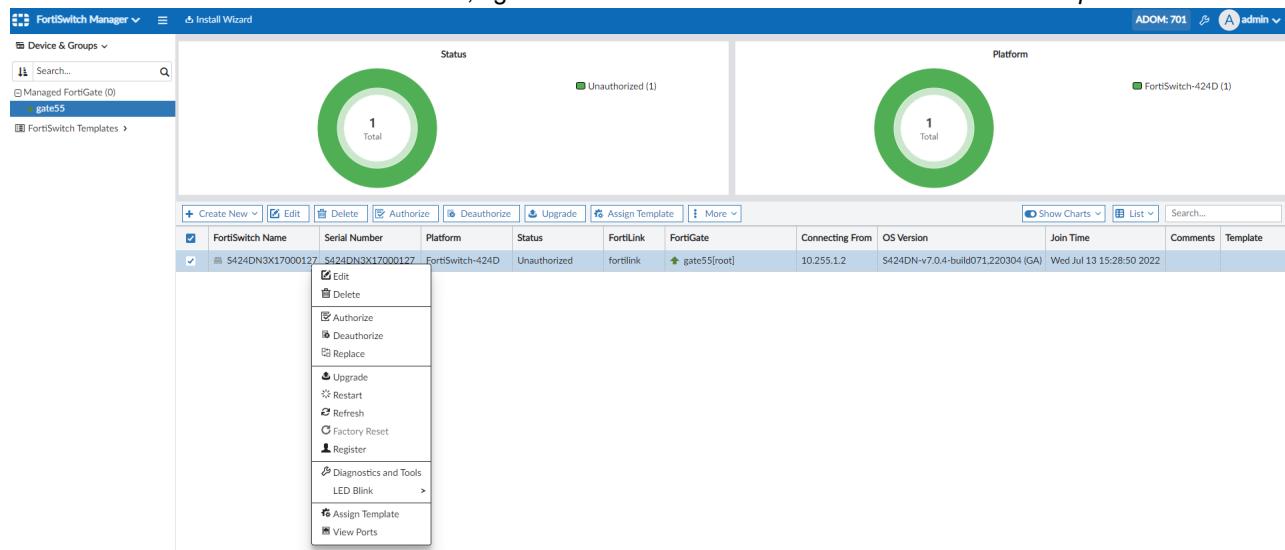 FortiSwitch Manager Install Wizard ADOM: 701 A admin
Device & Groups
Search...
Managed FortiGate (0)
gate55
FortiSwitch Templates >
Status
Unauthorized (1)
1
Total
Platform
FortiSwitch-424D (1)
1
Total
+ Create New Edit Delete Authorize Deauthorize Upgrade Assign Template More Show Charts List Search...
FortiSwitch Name Serial Number Platform Status FortiLink FortiGate Connecting From OS Version Join Time Comments Template
S424DN3X17000127 S424DN3X17000127 FortiSwitch-424D Unauthorized fortilink gate55[root] 10.255.1.2 S424DN-v7.0.4-build071,220304 (GA) Wed Jul 13 15:28:50 2022
Edit
Delete
Authorize
Deauthorize
Replace
Upgrade
Restart
Refresh
Factory Reset
Register
Diagnostics and Tools
LED Blink >
Assign Template
View Ports